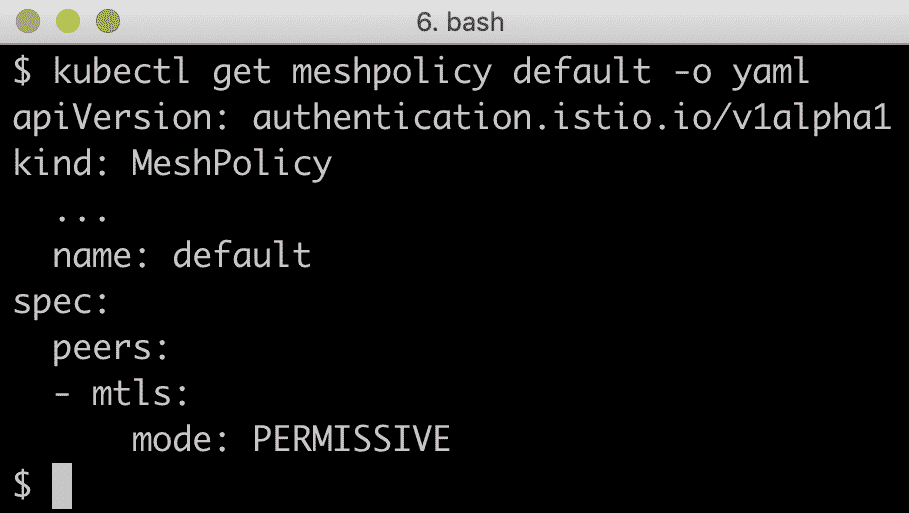 6. bash
$ kubectl get meshpolicy default -o yaml
apiVersion: authentication.istio.io/v1alpha1
kind: MeshPolicy
  ...
  name: default
spec:
  peers:
  - mtls:
      mode: PERMISSIVE
$